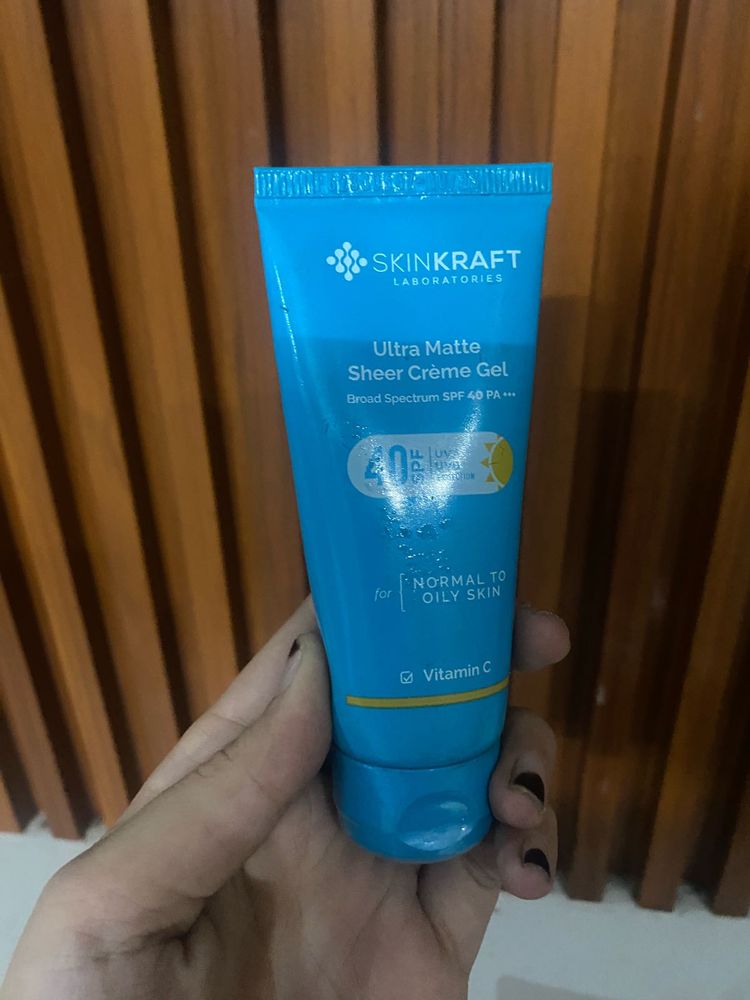 SKINKRAFT
LABORATORIES
Ultra Matte
Sheer Crème Gel
Broad Spectrum SPF 40 PA +++
40 SPF
UVA
UVB
PROTECTION
for NORMAL TO
OILY SKIN
Vitamin C